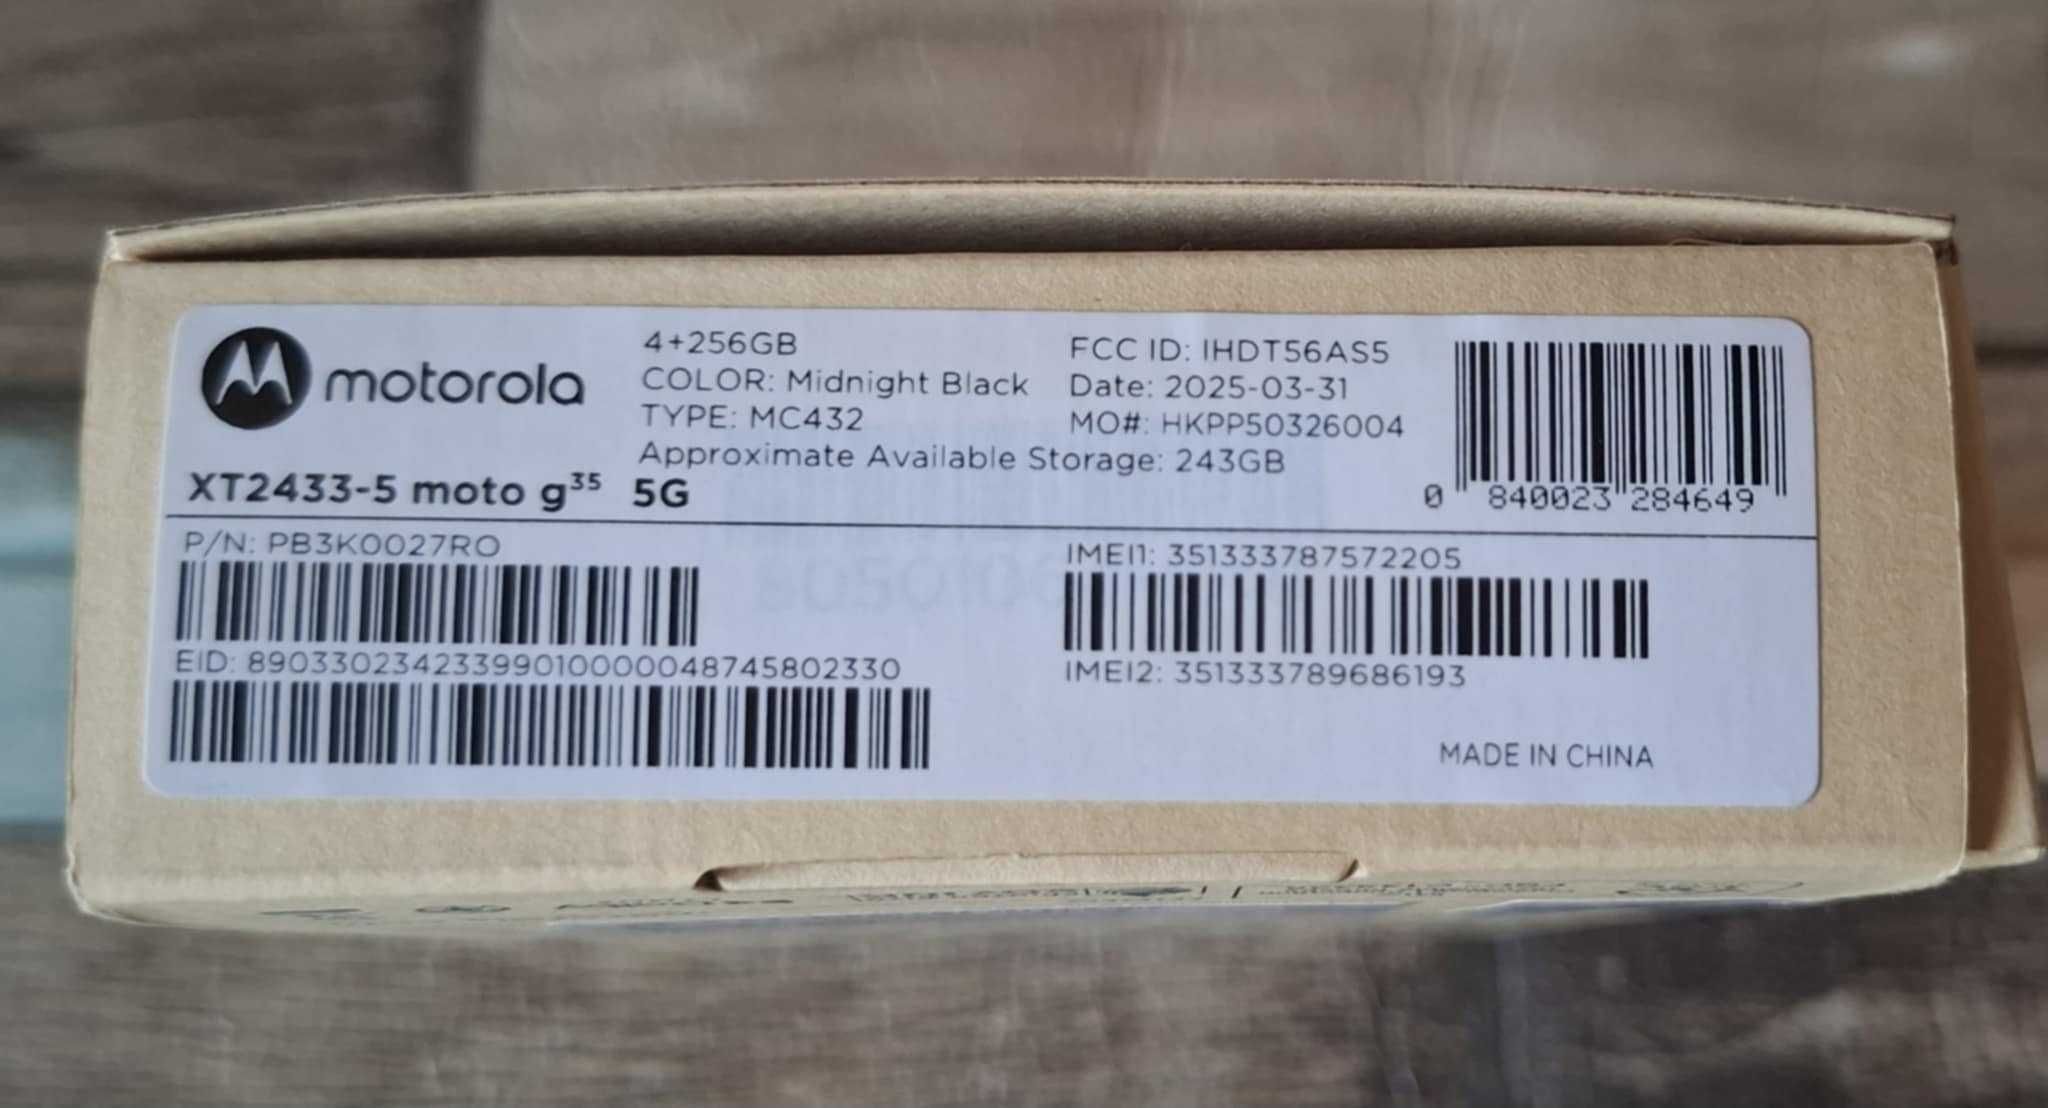 motorola
XT2433-5 moto g35 5G
4+256GB
COLOR: Midnight Black
TYPE: MC432
Approximate Available Storage: 243GB
FCC ID: IHDT56AS5
Date: 2025-03-31
MO#: HKPP50326004
0 840023 284649
P/N: PB3K0027RO
EID: 89033023423399010000048745802330
IMEI1: 351333787572205
IMEI2: 351333789686193
MADE IN CHINA